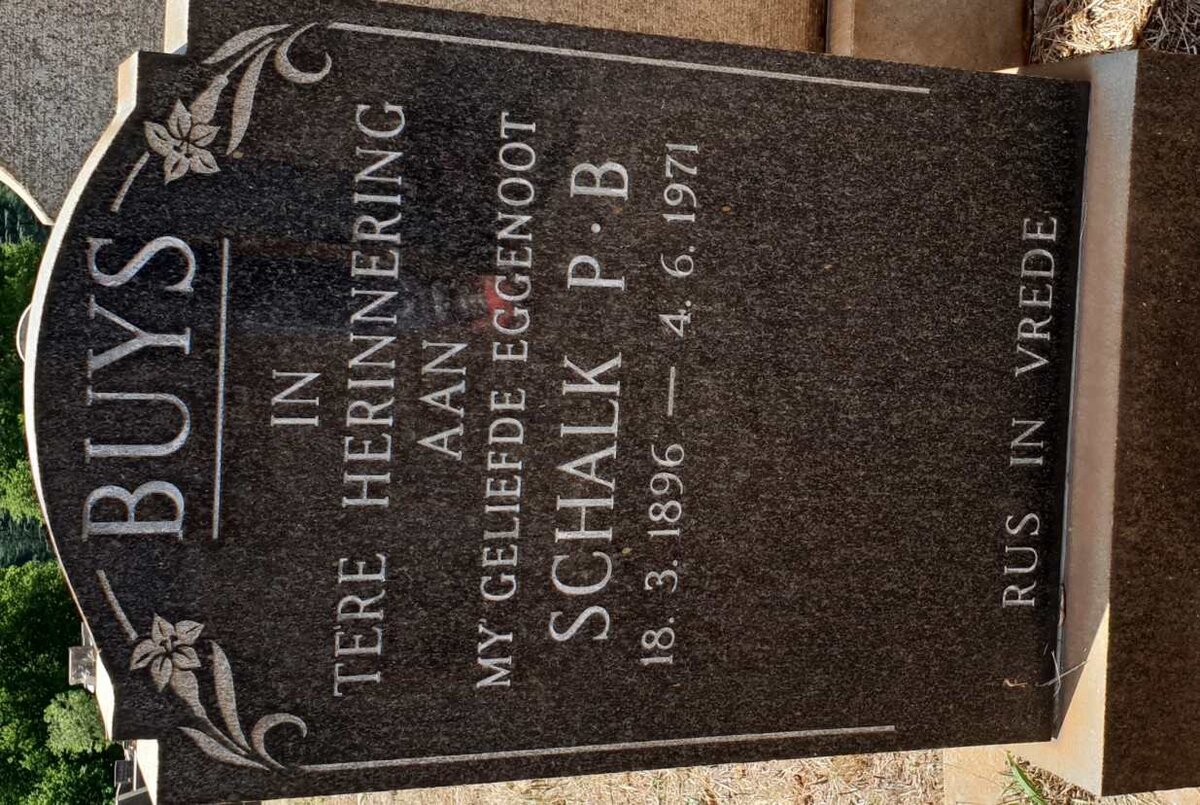 BUYS
IN
TERE HERINNERING
AAN
MY GELIEFDE EGGENOOT
SCHALK P. B
18. 3. 1896 — 4. 6. 1971
RUS IN VREDE